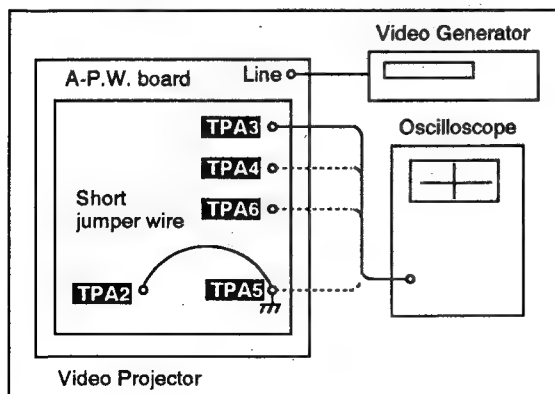 Video Generator
A-P.W. board
Line
TPA3
Oscilloscope
TPA4
Short
jumper wire
TPA6
TPA2
TPA5
Video Projector